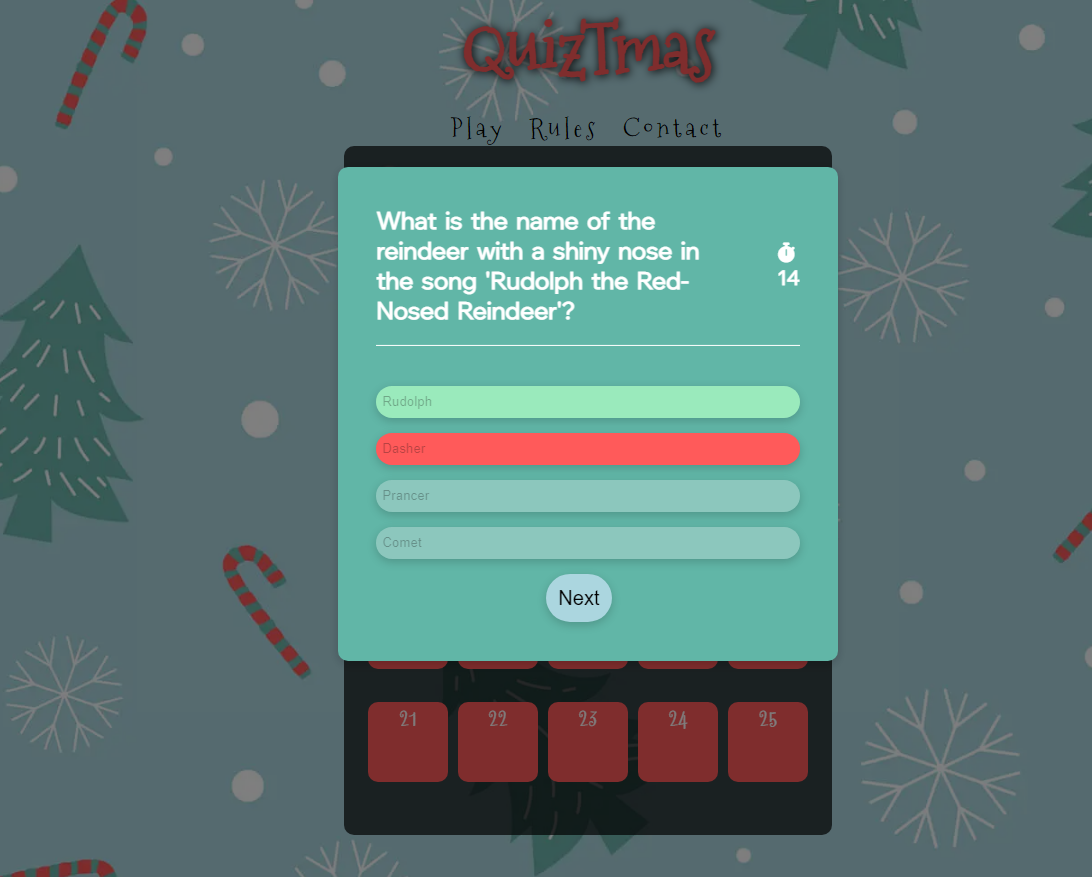 QuizTmas
Play Rules Contact
What is the name of the
reindeer with a shiny nose in
the song 'Rudolph the Red-
Nosed Reindeer'?
14
Rudolph
Dasher
Prancer
Comet
Next
21 22 23 24 25